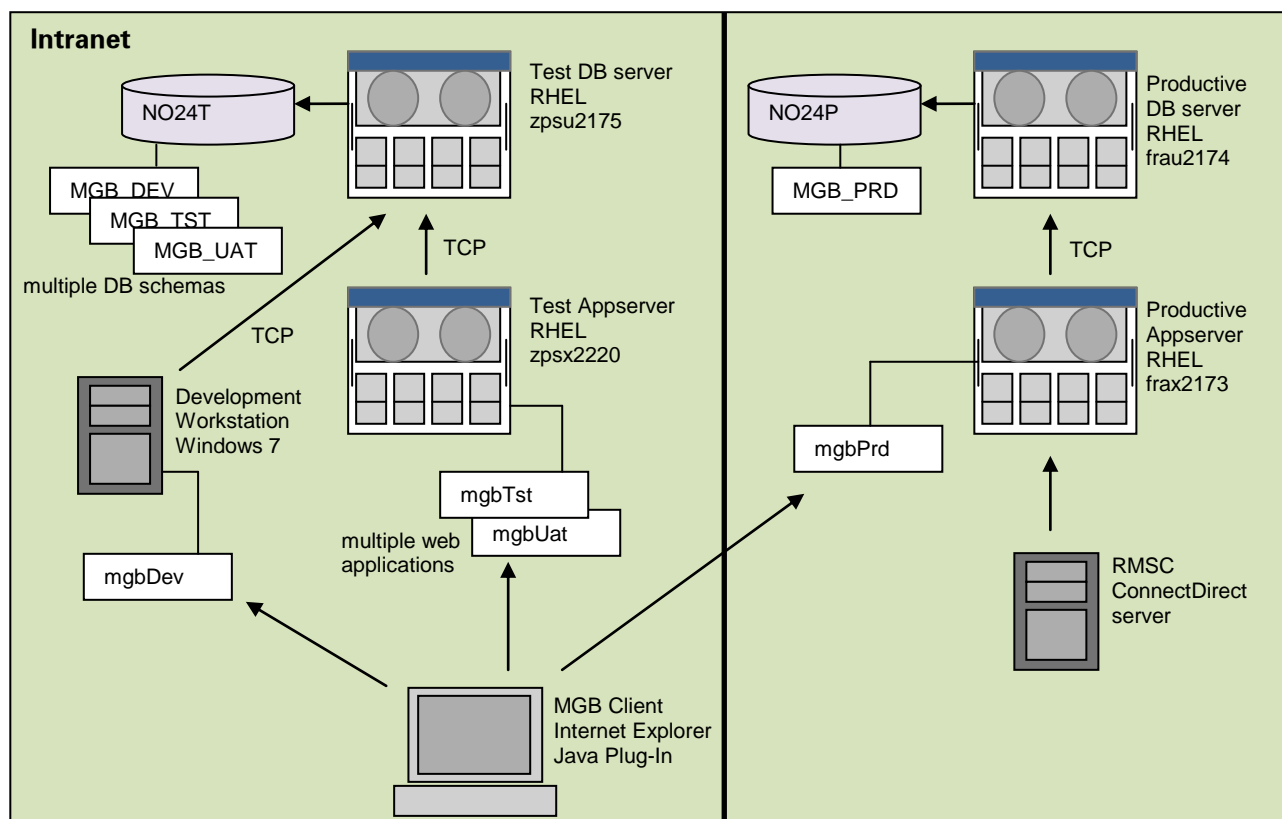 Intranet
NO24T
Test DB server
RHEL
zpsu2175
MGB_DEV
MGB_TST
MGB_UAT
multiple DB schemas
TCP
TCP
Test Appserver
RHEL
zpsx2220
Development
Workstation
Windows 7
mgbTst
mgbUat
multiple web
applications
mgbDev
MGB Client
Internet Explorer
Java Plug-In
NO24P
Productive
DB server
RHEL
frau2174
MGB_PRD
TCP
Productive
Appserver
RHEL
frax2173
mgbPrd
RMSC
ConnectDirect
server